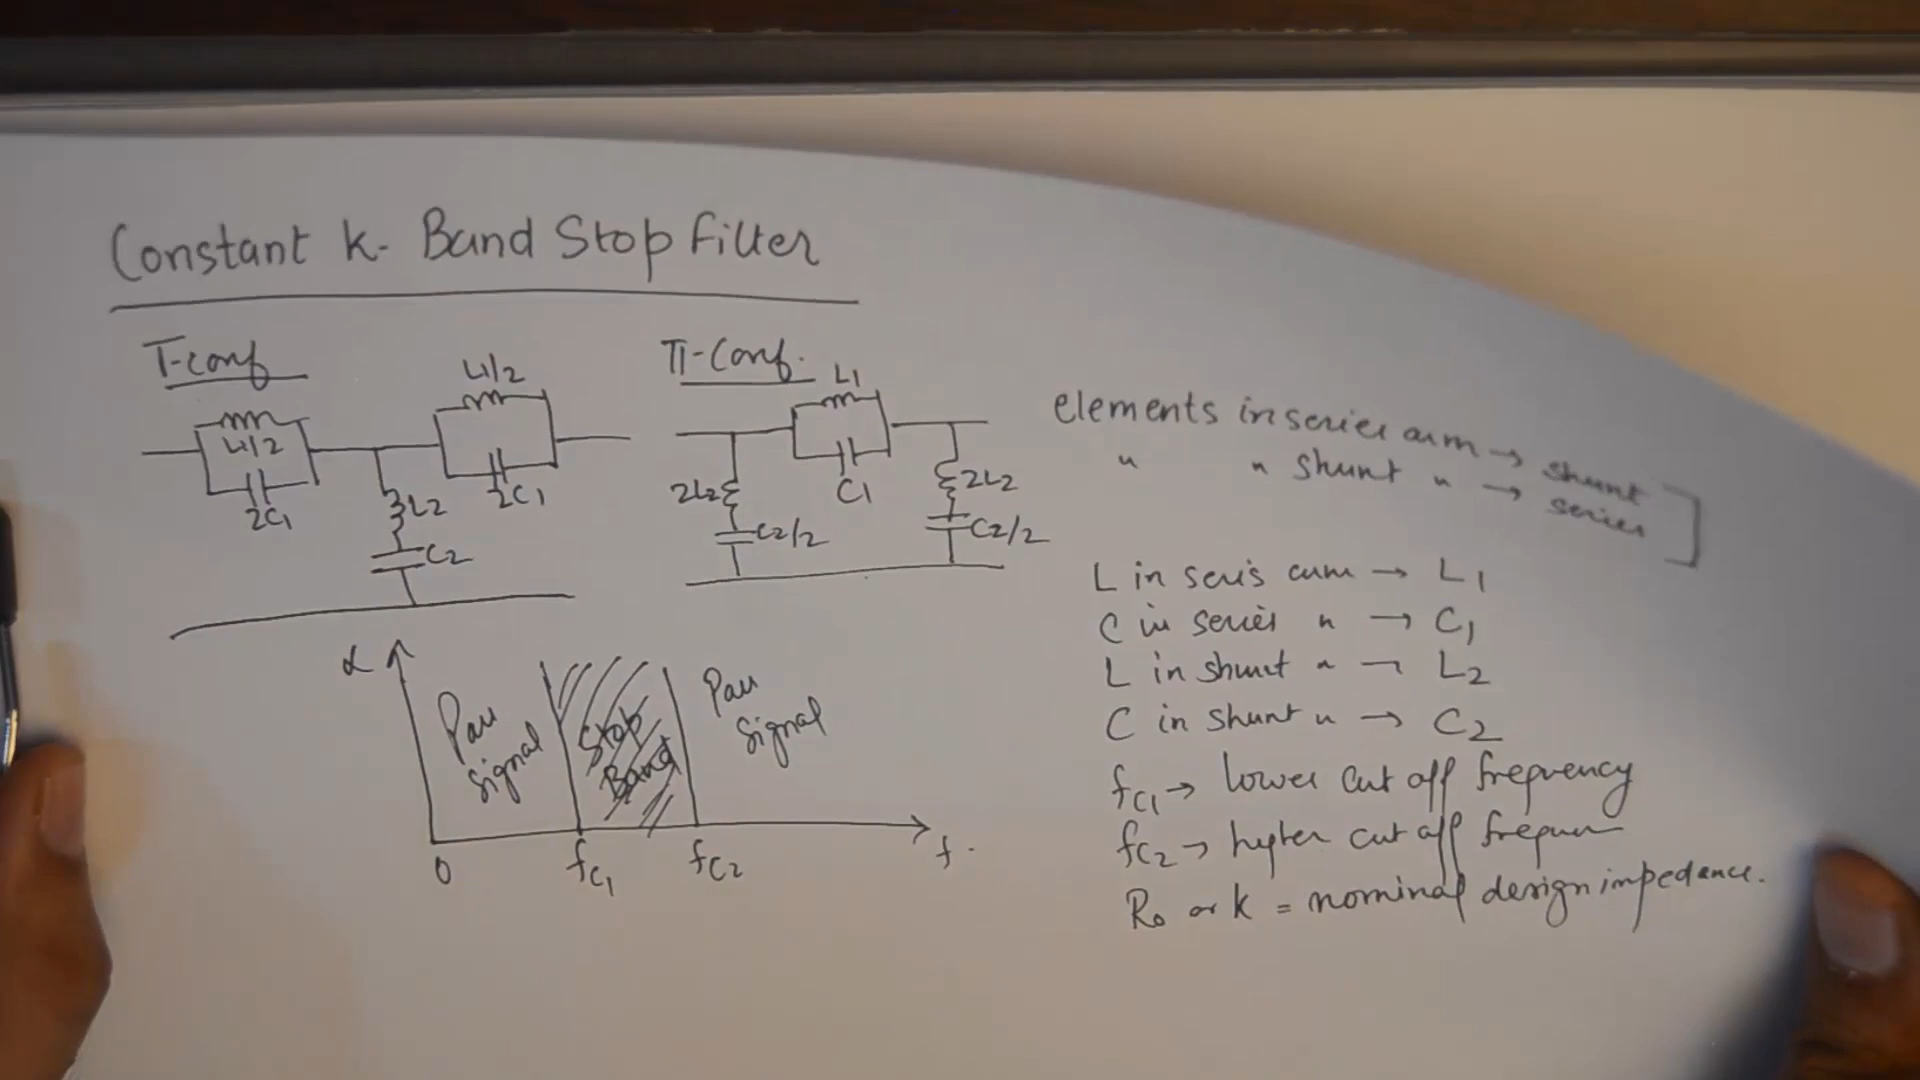 Constant k- Band Stop Filter
T-conf
L1/2
2C1
L2
C2
L1/2
2C1
π-Conf.
L1
C1
2L2
C2/2
2L2
C2/2
elements in series arm → shunt
" " shunt " → series
L in seris arm → L1
C in series " → C1
L in shunt " → L2
C in shunt " → C2
fC1 → lower cut off frequency
fC2 → higher cut off frequen
Ro or k = nominal design impedance.
α
Pass signal
Stop Band
Pass signal
0
fC1
fC2
f.